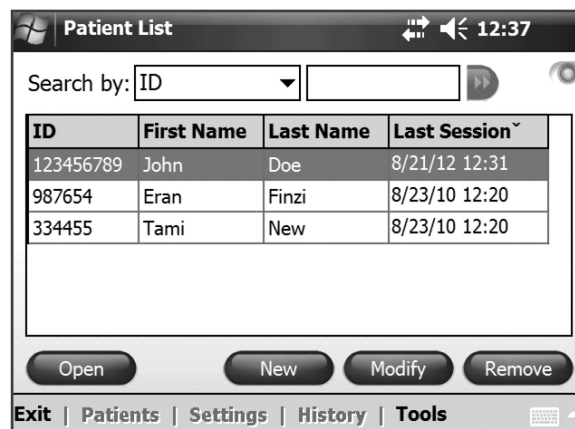 Patient List 12:37
Search by: ID
ID First Name Last Name Last Session
123456789 John Doe 8/21/12 12:31
987654 Eran Finzi 8/23/10 12:20
334455 Tami New 8/23/10 12:20
Open New Modify Remove
Exit | Patients | Settings | History | Tools